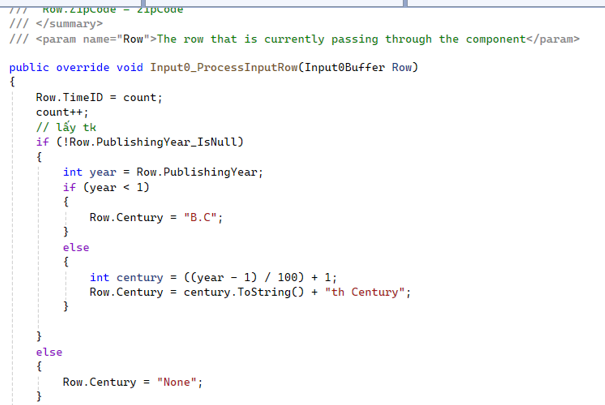 /// Row.ZipCode = zipCode
/// </summary>
/// <param name="Row">The row that is currently passing through the component</param>
public override void Input0_ProcessInputRow(Input0Buffer Row)
{
Row.TimeID = count;
count++;
// lấy tk
if (!Row.PublishingYear_IsNull)
{
int year = Row.PublishingYear;
if (year < 1)
{
Row.Century = "B.C";
}
else
{
int century = ((year - 1) / 100) + 1;
Row.Century = century.ToString() + "th Century";
}
}
else
{
Row.Century = "None";
}